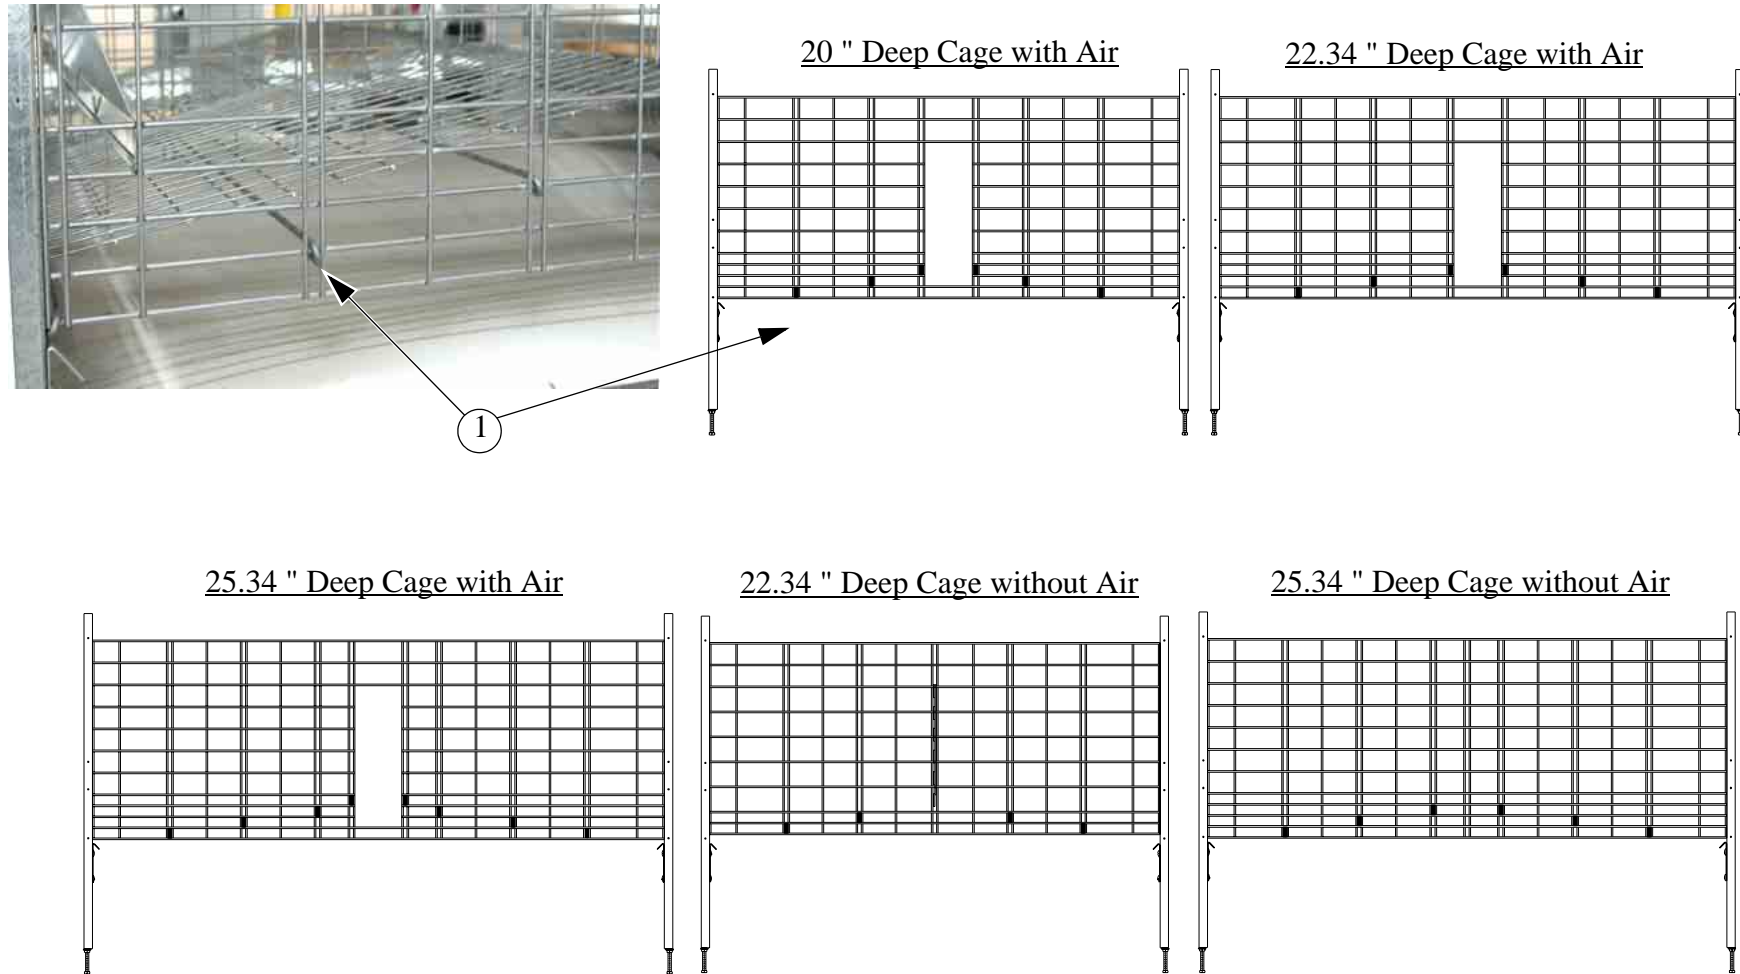 20 " Deep Cage with Air
22.34 " Deep Cage with Air
1
25.34 " Deep Cage with Air
22.34 " Deep Cage without Air
25.34 " Deep Cage without Air